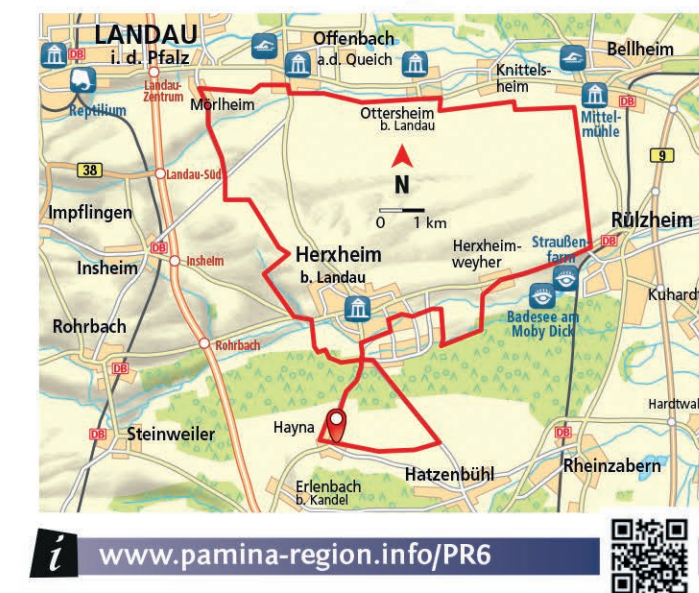 LANDAU
i. d. Pfalz
DB
Offenbach
a.d. Queich
Bellheim
Landau-
Zentrum
Reptilium
Mörlheim
Knittels-
heim
DB
Ottersheim
b. Landau
Mittel-
mühle
38
Landau-Süd
9
N
0 1 km
Impflingen
Rülzheim
DB
Insheim
Insheim
Herxheim
b. Landau
Herxheim-
weyher
Straußen-
farm
DB
Kuhardt
Badesee am
Moby Dick
Rohrbach
Rohrbach
DB
Hardtwal
DB
Steinweiler
Hayna
DB
Hatzenbühl
Rheinzabern
Erlenbach
b. Kandel
i
www.pamina-region.info/PR6